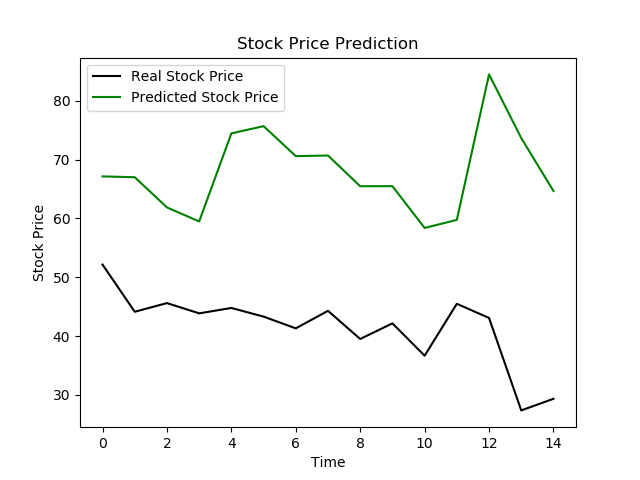 Stock Price Prediction
Real Stock Price
Predicted Stock Price
80
70
60
50
40
30
Stock Price
0 2 4 6 8 10 12 14
Time